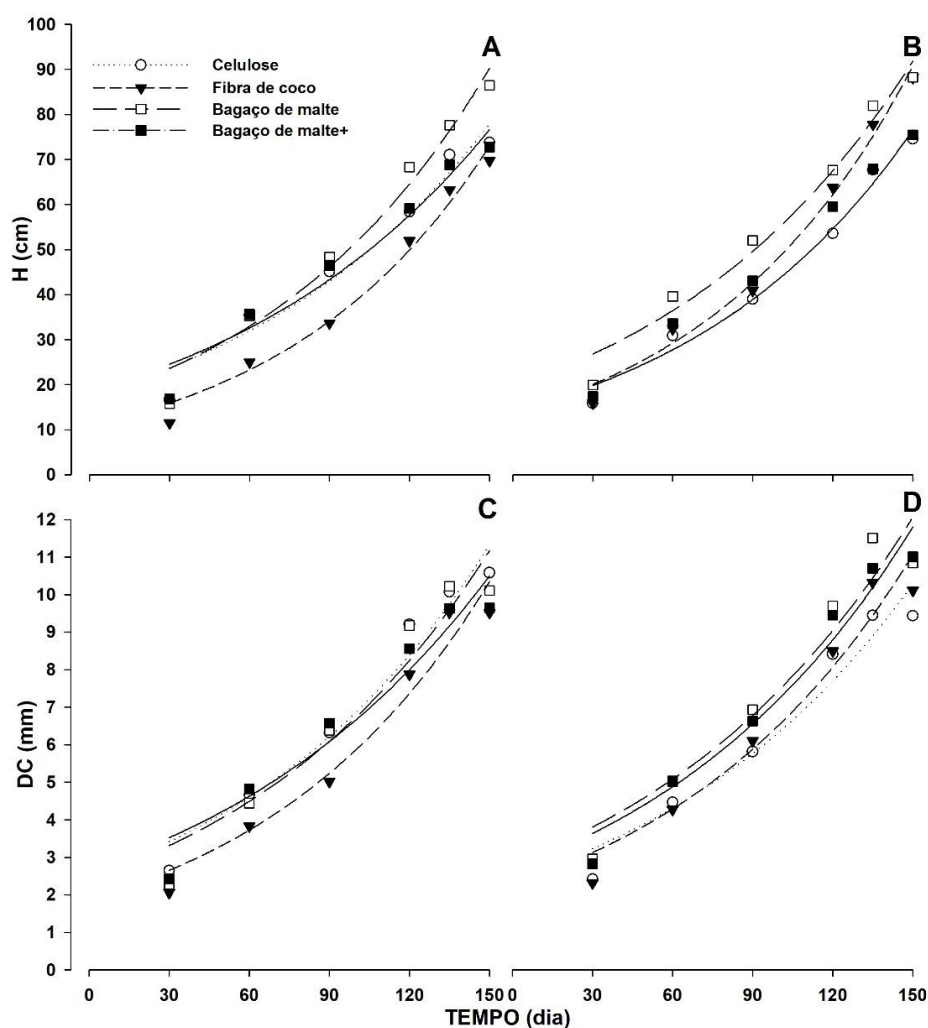 100
90
80
70
60
50
40
30
20
10
0
H (cm)
A
B
Celulose
Fibra de coco
Bagaço de malte
Bagaço de malte+
12
11
10
9
8
7
6
5
4
3
2
1
0
DC (mm)
C
D
0 30 60 90 120 150 0 30 60 90 120 150
TEMPO (dia)